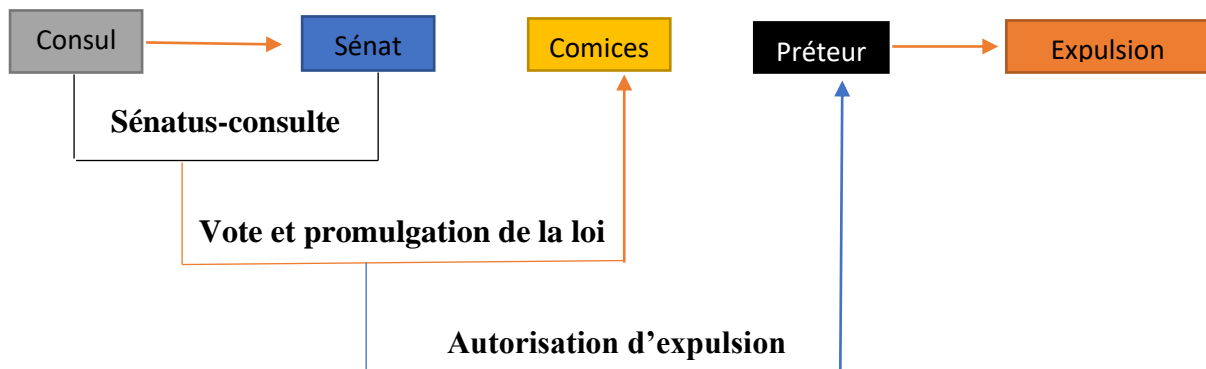 Consul
Sénat
Comices
Préteur
Expulsion
Sénatus-consulte
Vote et promulgation de la loi
Autorisation d’expulsion